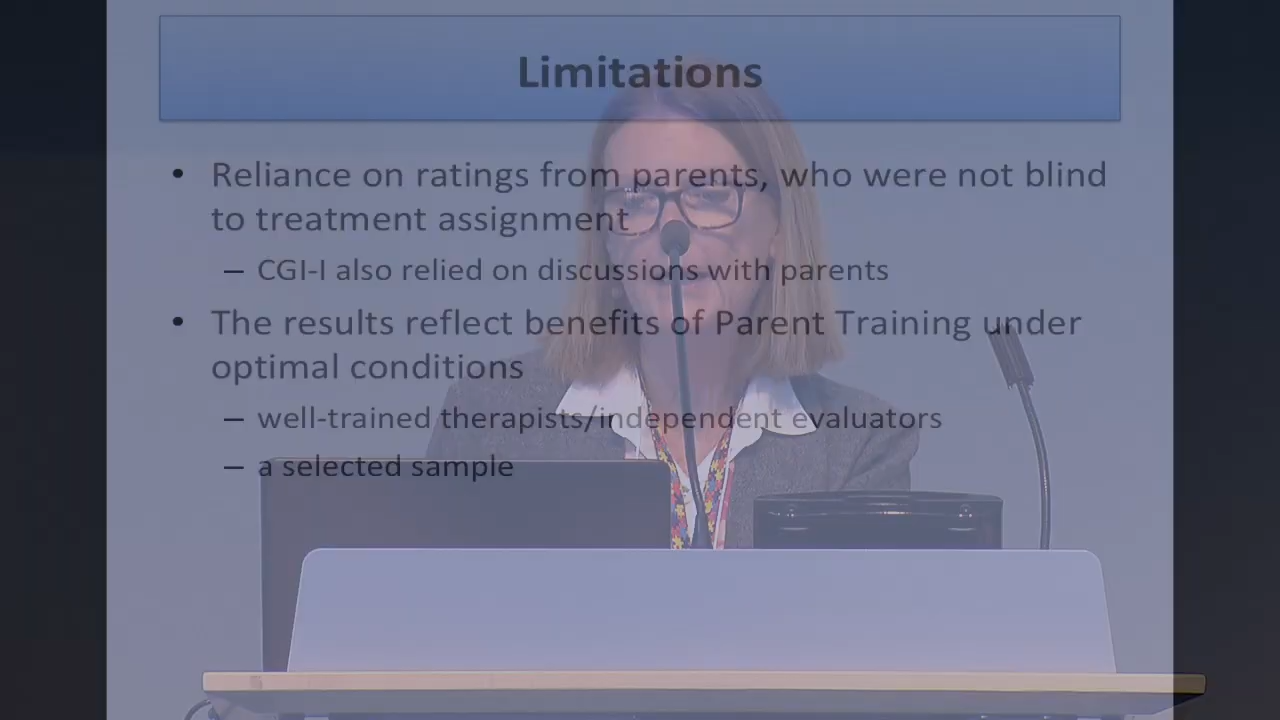 Limitations
• Reliance on ratings from parents, who were not blind
to treatment assignment
– CGI-I also relied on discussions with parents
• The results reflect benefits of Parent Training under
optimal conditions
– well-trained therapists/independent evaluators
– a selected sample